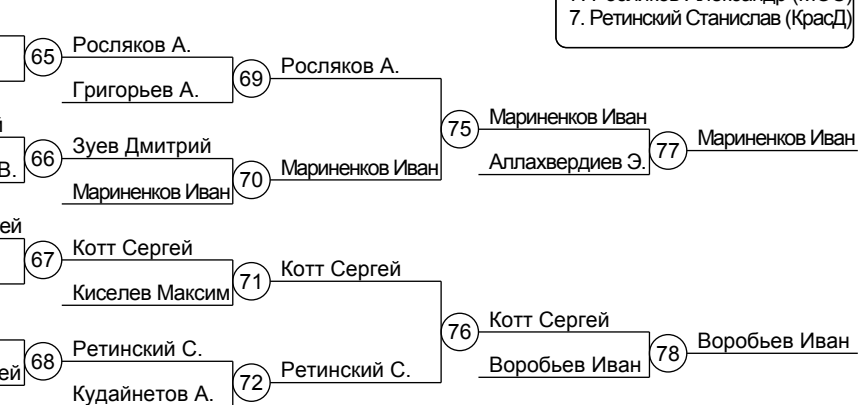 7. Ретинский Станислав (КрасД)
65 Росляков А.
Григорьев А.
69 Росляков А.
75 Мариненков Иван
Аллахвердиев Э.
77 Мариненков Иван
В.
66 Зуев Дмитрий
Мариненков Иван
70 Мариненков Иван
ей
67 Котт Сергей
Киселев Максим
71 Котт Сергей
76 Котт Сергей
Воробьев Иван
78 Воробьев Иван
ей
68 Ретинский С.
Кудайнетов А.
72 Ретинский С.